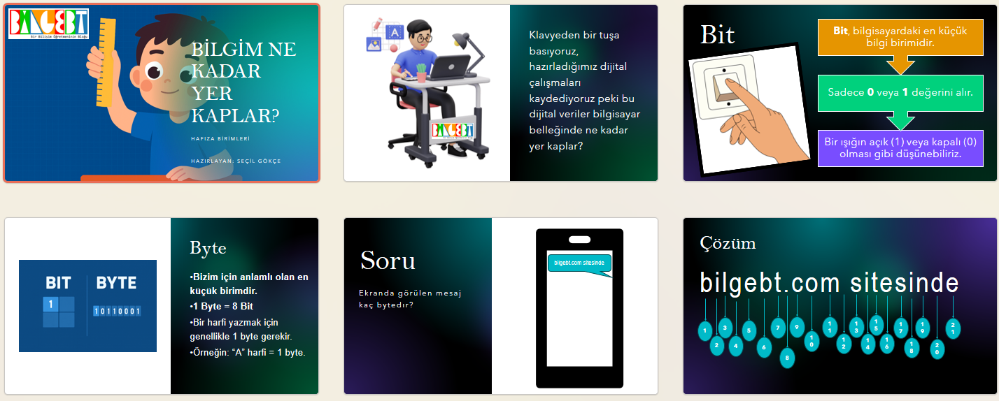 BİLGEBT
Bir Bilişim Öğretmeninin Bloğu
BİLGİM NE
KADAR
YER
KAPLAR?
HAFIZA BİRİMLERİ
HAZIRLAYAN: SEÇİL GÖKÇE
A
BİLGEBT
Klavyeden bir tuşa
basıyoruz,
hazırladığımız dijital
çalışmaları
kaydediyoruz peki bu
dijital veriler bilgisayar
belleğinde ne kadar
yer kaplar?
Bit
Bit, bilgisayardaki en küçük
bilgi birimidir.
Sadece 0 veya 1 değerini alır.
Bir ışığın açık (1) veya kapalı (0)
olması gibi düşünebiliriz.
BIT
BYTE
1
10110001
Byte
•Bizim için anlamlı olan en
küçük birimdir.
•1 Byte = 8 Bit
•Bir harfi yazmak için
genellikle 1 byte gerekir.
•Örneğin: “A” harfi = 1 byte.
Soru
Ekranda görülen mesaj
kaç bytedır?
bilgebt.com sitesinde
Çözüm
bilgebt.com sitesinde
1 2 3 4 5 6 7 8 9 10 11 12 13 14 15 16 17 18 19 20 21